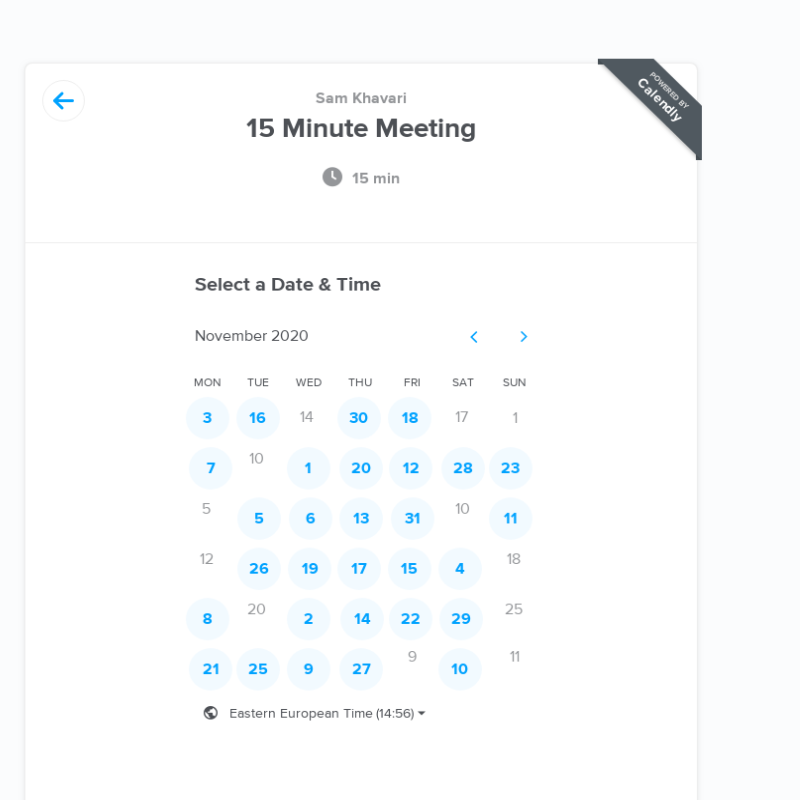 Sam Khavari
POWERED BY
Calendly
15 Minute Meeting
15 min
Select a Date & Time
November 2020
MON TUE WED THU FRI SAT SUN
3 16 14 30 18 17 1
7 10 1 20 12 28 23
5 5 6 13 31 10 11
12 26 19 17 15 4 18
8 20 2 14 22 29 25
21 25 9 27 9 10 11
Eastern European Time (14:56)